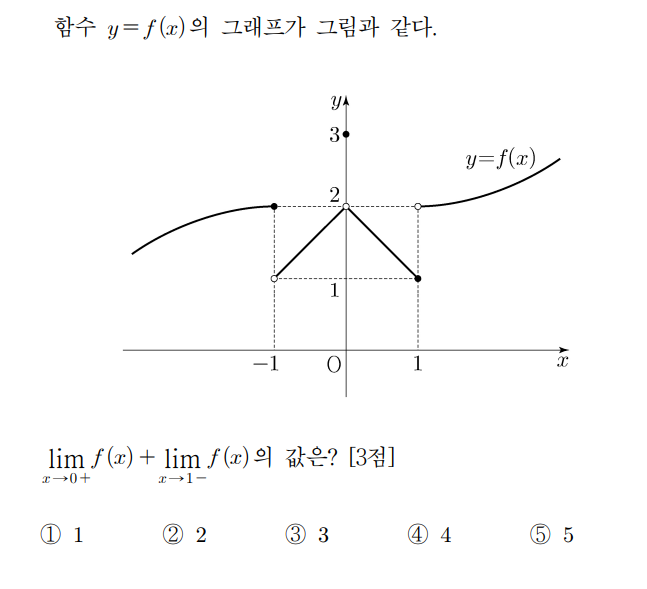 함수 y=f(x)의 그래프가 그림과 같다.
y
3
y=f(x)
2
1
−1 O 1 x
lim f(x)+ lim f(x)의 값은? [3점]
x→0+ x→1−
① 1 ② 2 ③ 3 ④ 4 ⑤ 5